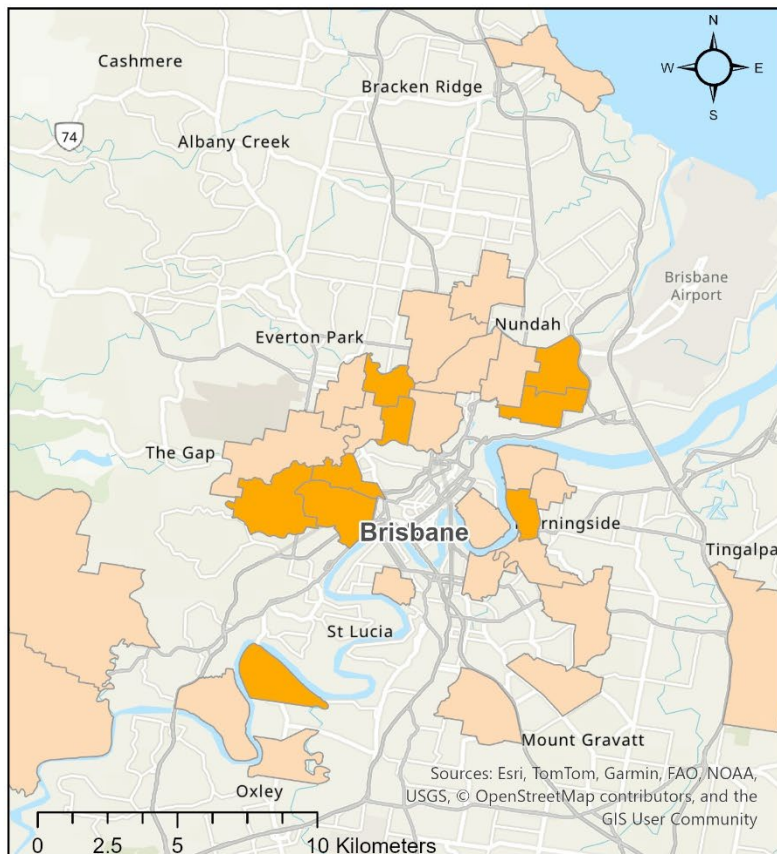 N
W
E
S
Cashmere
Bracken Ridge
74
Albany Creek
Brisbane
Airport
Nundah
Everton Park
The Gap
Brisbane
Morningside
Tingalpa
St Lucia
Mount Gravatt
Oxley
Sources: Esri, TomTom, Garmin, FAO, NOAA,
USGS, © OpenStreetMap contributors, and the
GIS User Community
0 2.5 5 10 Kilometers